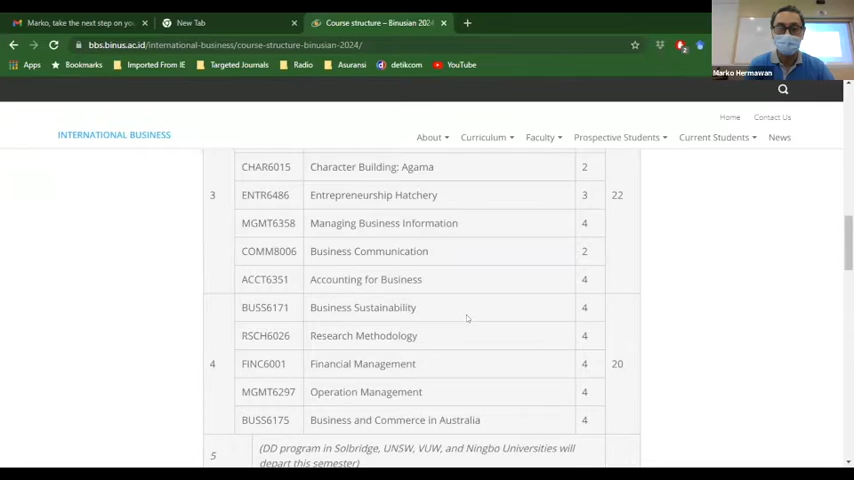 Marko, take the next step on you
New Tab
Course structure – Binusian 2024
bbs.binus.ac.id/international-business/course-structure-binusian-2024/
Apps
Bookmarks
Imported From IE
Targeted Journals
Radio
Asuransi
detikcom
YouTube
Marko Hermawan
Home
Contact Us
INTERNATIONAL BUSINESS
About
Curriculum
Faculty
Prospective Students
Current Students
News
CHAR6015 Character Building: Agama 2
3 ENTR6486 Entrepreneurship Hatchery 3 22
MGMT6358 Managing Business Information 4
COMM8006 Business Communication 2
ACCT6351 Accounting for Business 4
BUSS6171 Business Sustainability 4
RSCH6026 Research Methodology 4
4 FINC6001 Financial Management 4 20
MGMT6297 Operation Management 4
BUSS6175 Business and Commerce in Australia 4
5 (DD program in Solbridge, UNSW, VUW, and Ningbo Universities will
depart this semester)